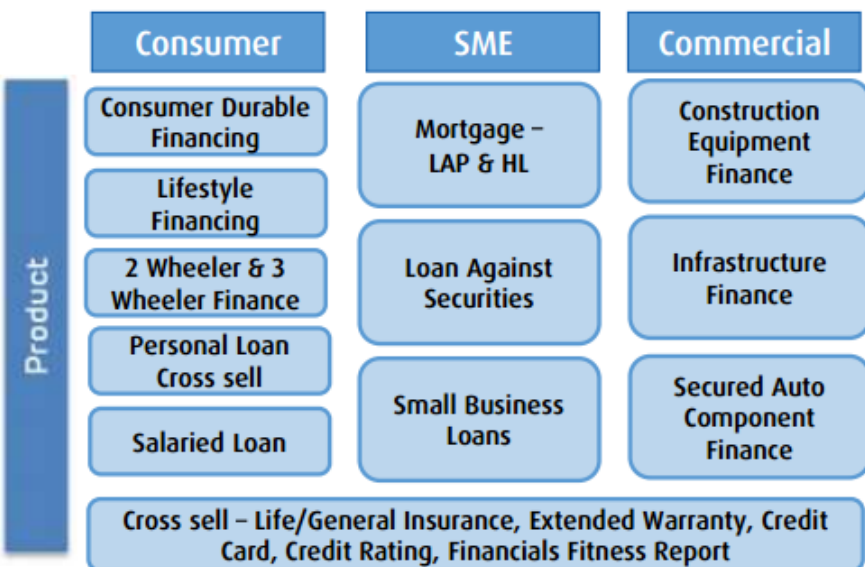 Consumer
SME
Commercial
Product
Consumer Durable
Financing
Lifestyle
Financing
2 Wheeler & 3
Wheeler Finance
Personal Loan
Cross sell
Salaried Loan
Mortgage –
LAP & HL
Loan Against
Securities
Small Business
Loans
Construction
Equipment
Finance
Infrastructure
Finance
Secured Auto
Component
Finance
Cross sell – Life/General Insurance, Extended Warranty, Credit
Card, Credit Rating, Financials Fitness Report